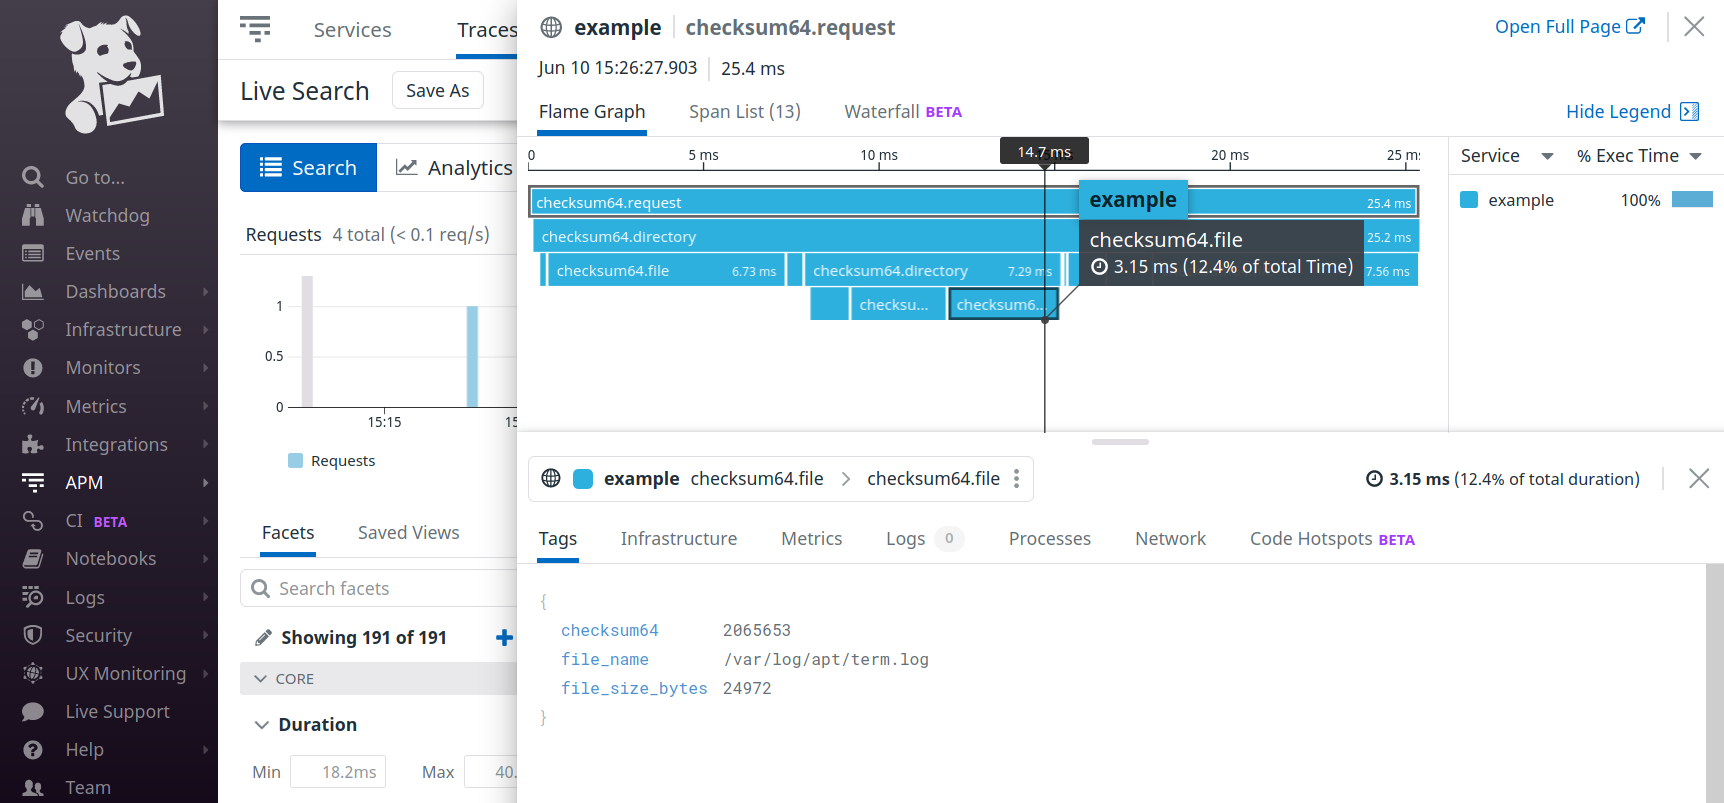 Go to...
Watchdog
Events
Dashboards
Infrastructure
Monitors
Metrics
Integrations
APM
CI BETA
Notebooks
Logs
Security
UX Monitoring
Live Support
Help
Team
Services
Traces
Live Search
Save As
Search
Analytics
Requests 4 total (< 0.1 req/s)
1
0.5
0
15:15
15
Requests
Facets
Saved Views
Search facets
Showing 191 of 191
CORE
Duration
Min 18.2ms Max 40.
example checksum64.request
Open Full Page
Jun 10 15:26:27.903 25.4 ms
Flame Graph Span List (13) Waterfall BETA
Hide Legend
0 5 ms 10 ms 14.7 ms 20 ms 25 ms
checksum64.request 25.4 ms
checksum64.directory 25.2 ms
checksum64.file 6.73 ms checksum64.directory 7.29 ms 7.56 ms
checksu... checksum6...
example
checksum64.file
3.15 ms (12.4% of total Time)
Service % Exec Time
example 100%
example checksum64.file checksum64.file
3.15 ms (12.4% of total duration)
Tags Infrastructure Metrics Logs 0 Processes Network Code Hotspots BETA
{
checksum64 2065653
file_name /var/log/apt/term.log
file_size_bytes 24972
}